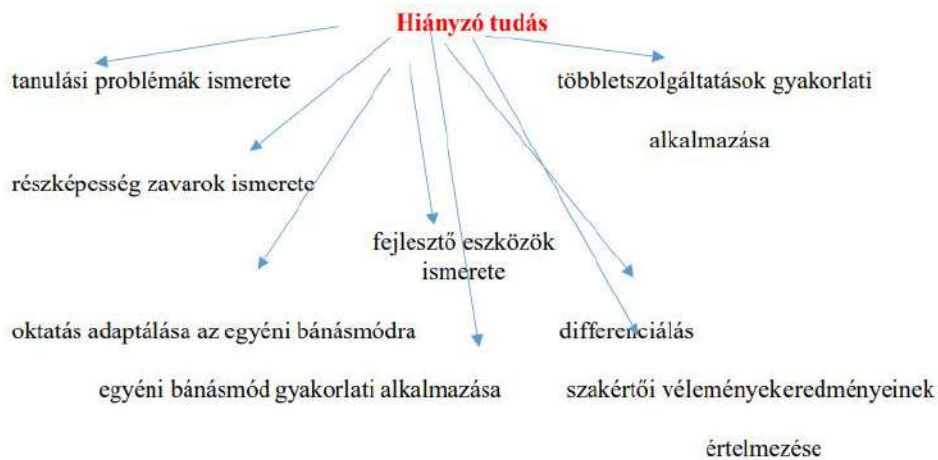 Hiányzó tudás
tanulási problémák ismerete
többletszolgáltatások gyakorlati
alkalmazása
részképesség zavarok ismerete
fejlesztő eszközök
ismerete
oktatás adaptálása az egyéni bánásmódra
differenciálás
egyéni bánásmód gyakorlati alkalmazása
szakértői véleményekeredményeinek
értelmezése